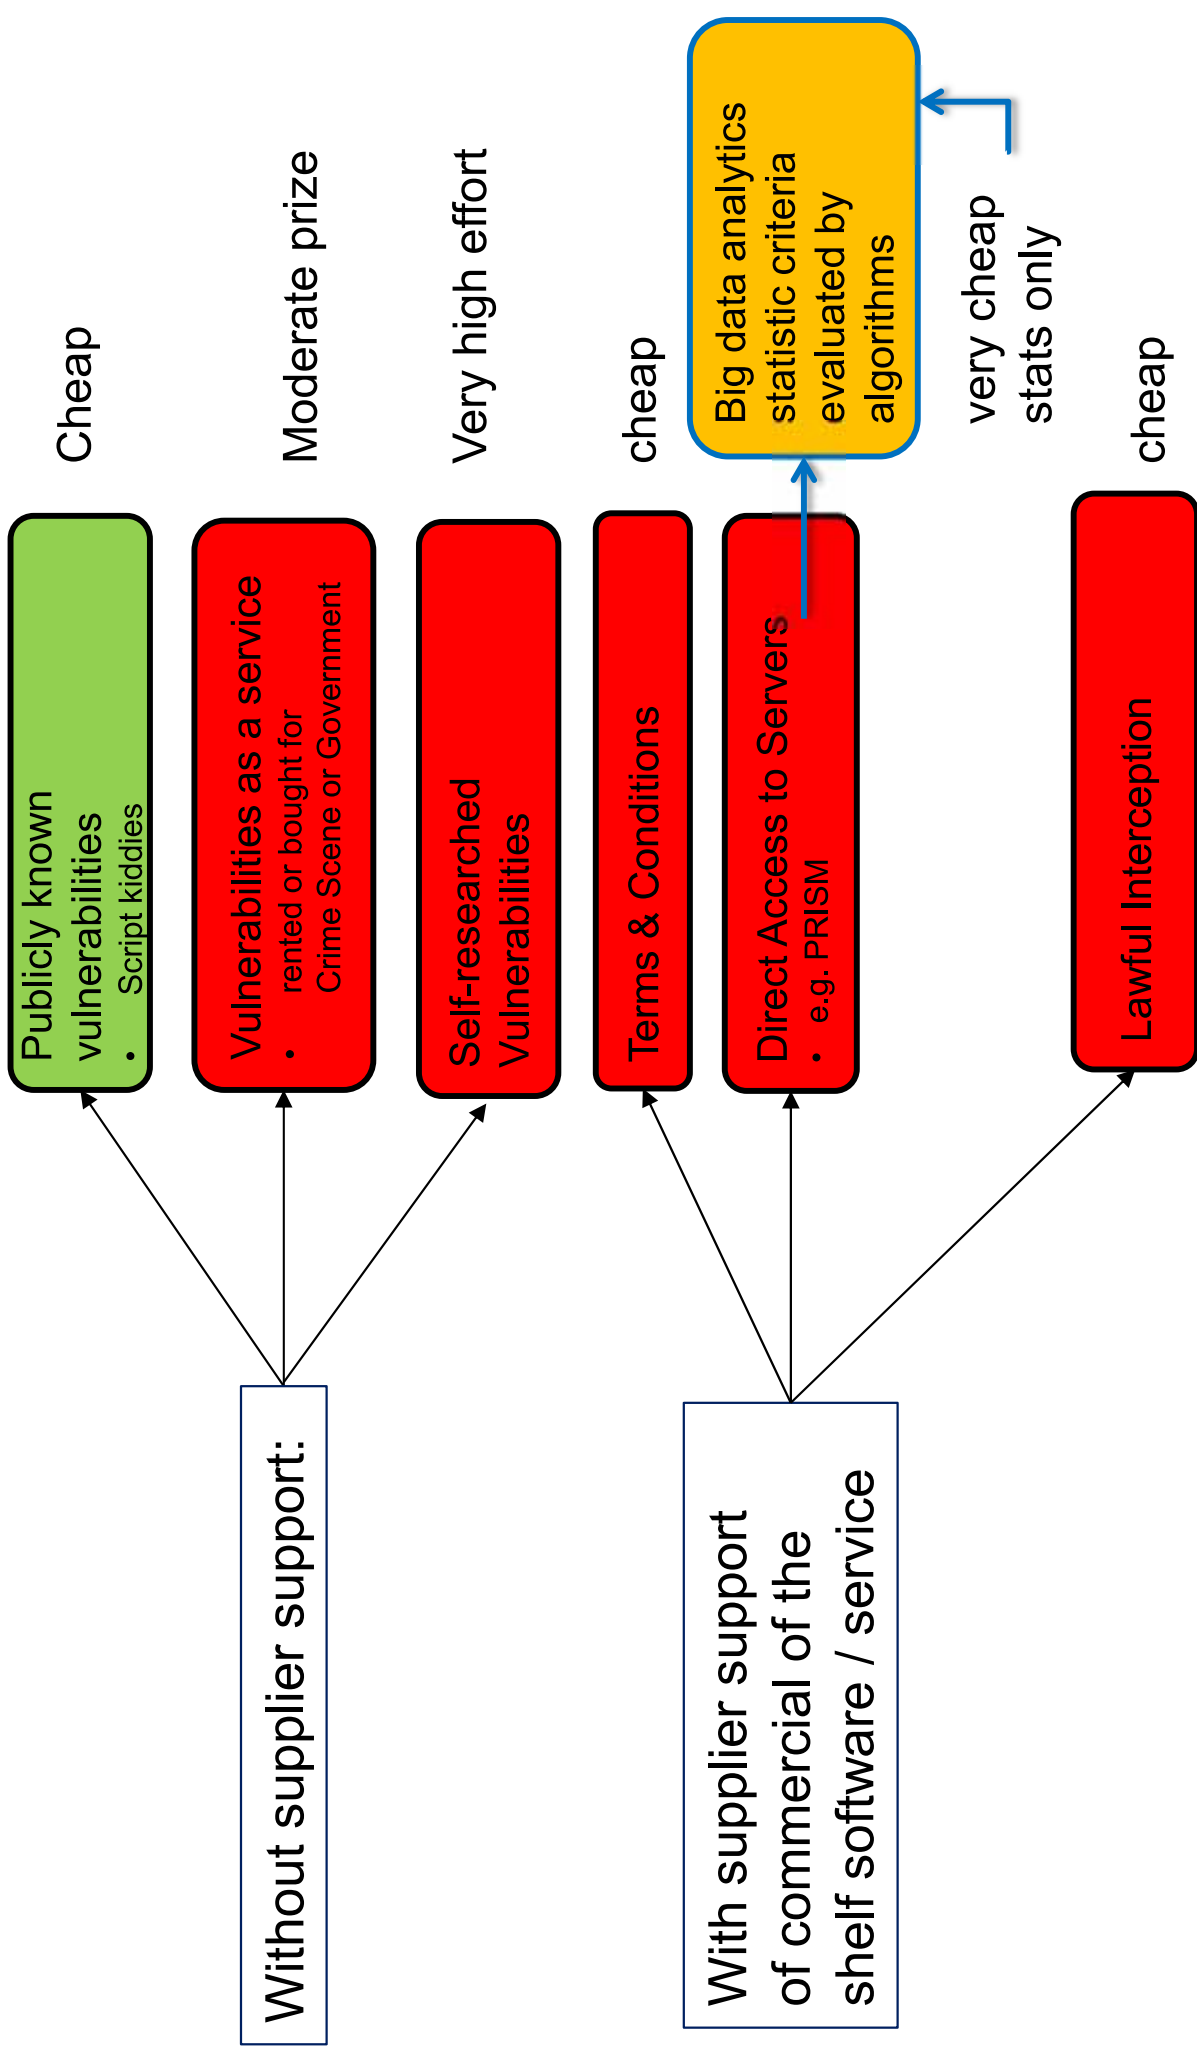 Without supplier support:
Publicly known
vulnerabilities
• Script kiddies
Cheap
Vulnerabilities as a service
• rented or bought for
Crime Scene or Government
Moderate prize
Self-researched
Vulnerabilities
Very high effort
With supplier support
of commercial of the
shelf software / service
Terms & Conditions
cheap
Direct Access to Servers
• e.g. PRISM
Big data analytics
statistic criteria
evaluated by
algorithms
very cheap
stats only
Lawful Interception
cheap